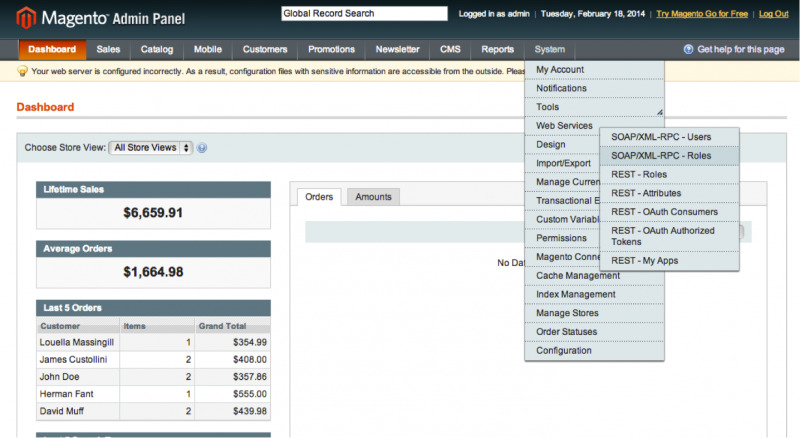 Magento Admin Panel
Global Record Search
Logged in as admin | Tuesday, February 18, 2014 | Try Magento Go for Free | Log Out
Dashboard Sales Catalog Mobile Customers Promotions Newsletter CMS Reports System Get help for this page
Your web server is configured incorrectly. As a result, configuration files with sensitive information are accessible from the outside.
My Account
Notifications
Tools
Web Services
Design
Import/Export
Manage
Transactional
Custom
Permissions
Magento
Cache Management
Index Management
Manage Stores
Order Statuses
Configuration
SOAP/XML-RPC - Users
SOAP/XML-RPC - Roles
REST - Roles
REST - Attributes
REST - OAuth Consumers
REST - OAuth Authorized
Tokens
REST - My Apps
Dashboard
Choose Store View: All Store Views
Lifetime Sales
$6,659.91
Average Orders
$1,664.98
Last 5 Orders
Customer Items Grand Total
Louella Massingill 1 $354.99
James Custollini 2 $408.00
John Doe 2 $357.86
Herman Fant 1 $555.00
David Muff 2 $439.98
Orders Amounts
No